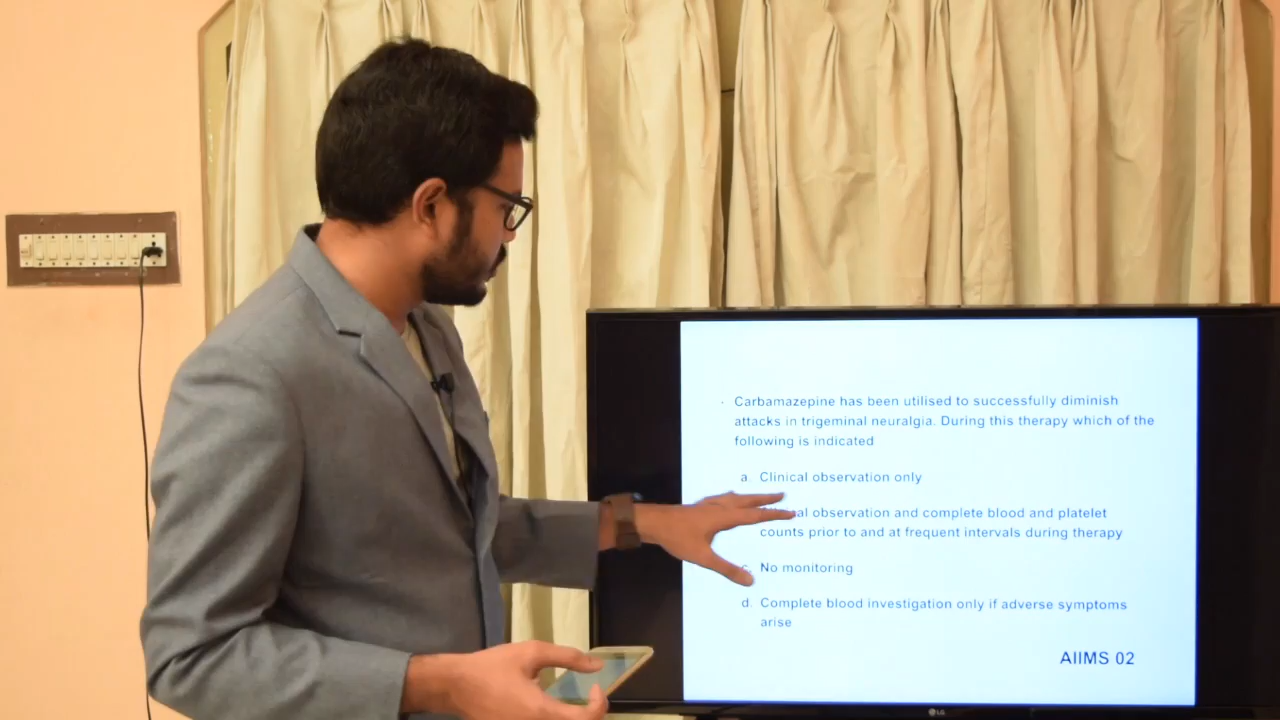 · Carbamazepine has been utilised to successfully diminish
attacks in trigeminal neuralgia. During this therapy which of the
following is indicated
a. Clinical observation only
al observation and complete blood and platelet
counts prior to and at frequent intervals during therapy
c. No monitoring
d. Complete blood investigation only if adverse symptoms
arise
AIIMS 02
LG